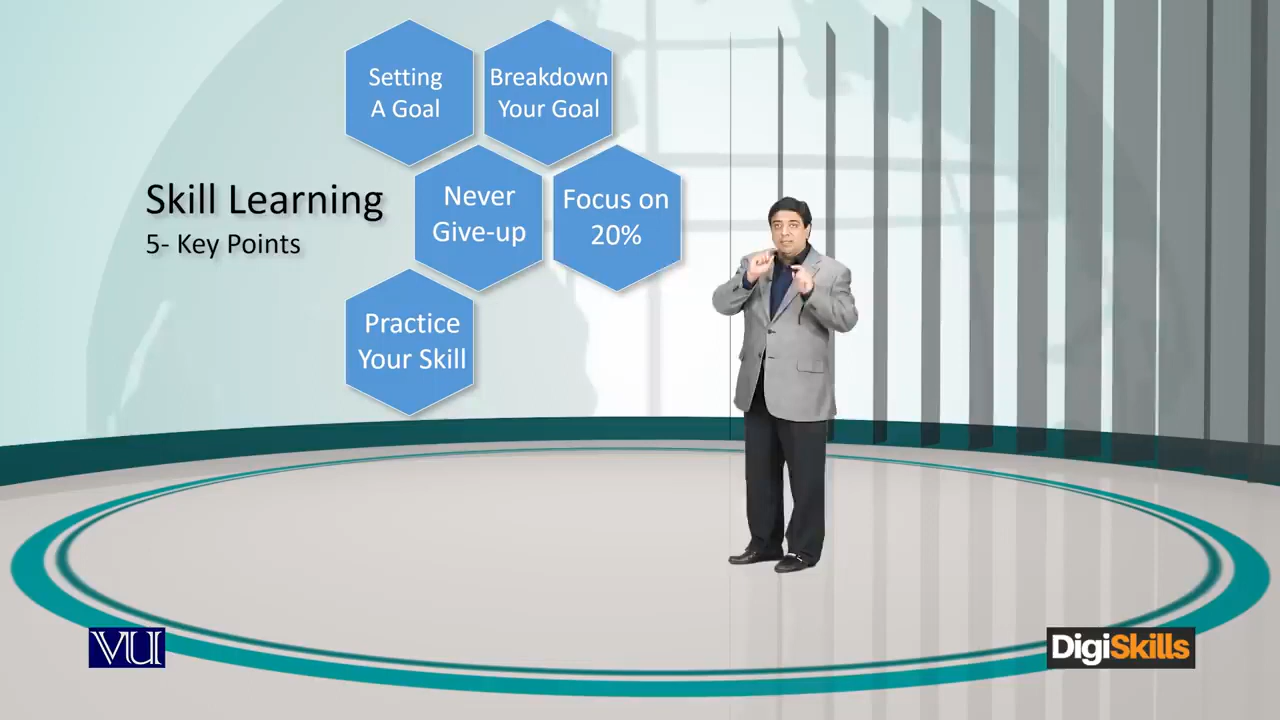 Setting
A Goal
Breakdown
Your Goal
Skill Learning
5- Key Points
Never
Give-up
Focus on
20%
Practice
Your Skill
VU
DigiSkills